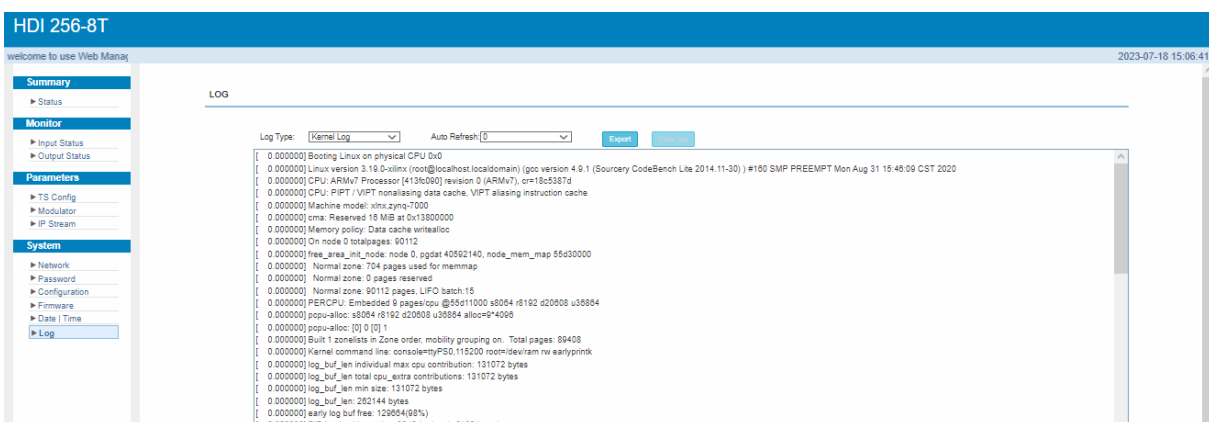 HDI 256-8T
welcome to use Web Manag
2023-07-18 15:06:41
Summary
Status
Monitor
Input Status
Output Status
Parameters
TS Config
Modulator
IP Stream
System
Network
Password
Configuration
Firmware
Date | Time
Log
LOG
Log Type: Kernel Log Auto Refresh: 0 Export
[ 0.000000] Booting Linux on physical CPU 0x0
[ 0.000000] Linux version 3.19.0-xilinx (root@localhost.localdomain) (gcc version 4.9.1 (Sourcery CodeBench Lite 2014.11-30) ) #160 SMP PREEMPT Mon Aug 31 15:46:09 CST 2020
[ 0.000000] CPU: ARMv7 Processor [413fc090] revision 0 (ARMv7), cr=18c5387d
[ 0.000000] CPU: PIPT / VIPT nonaliasing data cache, VIPT aliasing instruction cache
[ 0.000000] Machine model: xlnx,zynq-7000
[ 0.000000] cma: Reserved 16 MiB at 0x13800000
[ 0.000000] Memory policy: Data cache writealloc
[ 0.000000] On node 0 totalpages: 90112
[ 0.000000] free_area_init_node: node 0, pgdat 40592140, node_mem_map 55d30000
[ 0.000000] Normal zone: 704 pages used for memmap
[ 0.000000] Normal zone: 0 pages reserved
[ 0.000000] Normal zone: 90112 pages, LIFO batch:15
[ 0.000000] PERCPU: Embedded 9 pages/cpu @55d11000 s8064 r8192 d20608 u36864
[ 0.000000] pcpu-alloc: s8064 r8192 d20608 u36864 alloc=9*4096
[ 0.000000] pcpu-alloc: [0] 0 [0] 1
[ 0.000000] Built 1 zonelists in Zone order, mobility grouping on. Total pages: 89408
[ 0.000000] Kernel command line: console=ttyPS0,115200 root=/dev/ram rw earlyprintk
[ 0.000000] log_buf_len individual max cpu contribution: 131072 bytes
[ 0.000000] log_buf_len total cpu_extra contributions: 131072 bytes
[ 0.000000] log_buf_len min size: 131072 bytes
[ 0.000000] log_buf_len: 262144 bytes
[ 0.000000] early log buf free: 129664(98%)